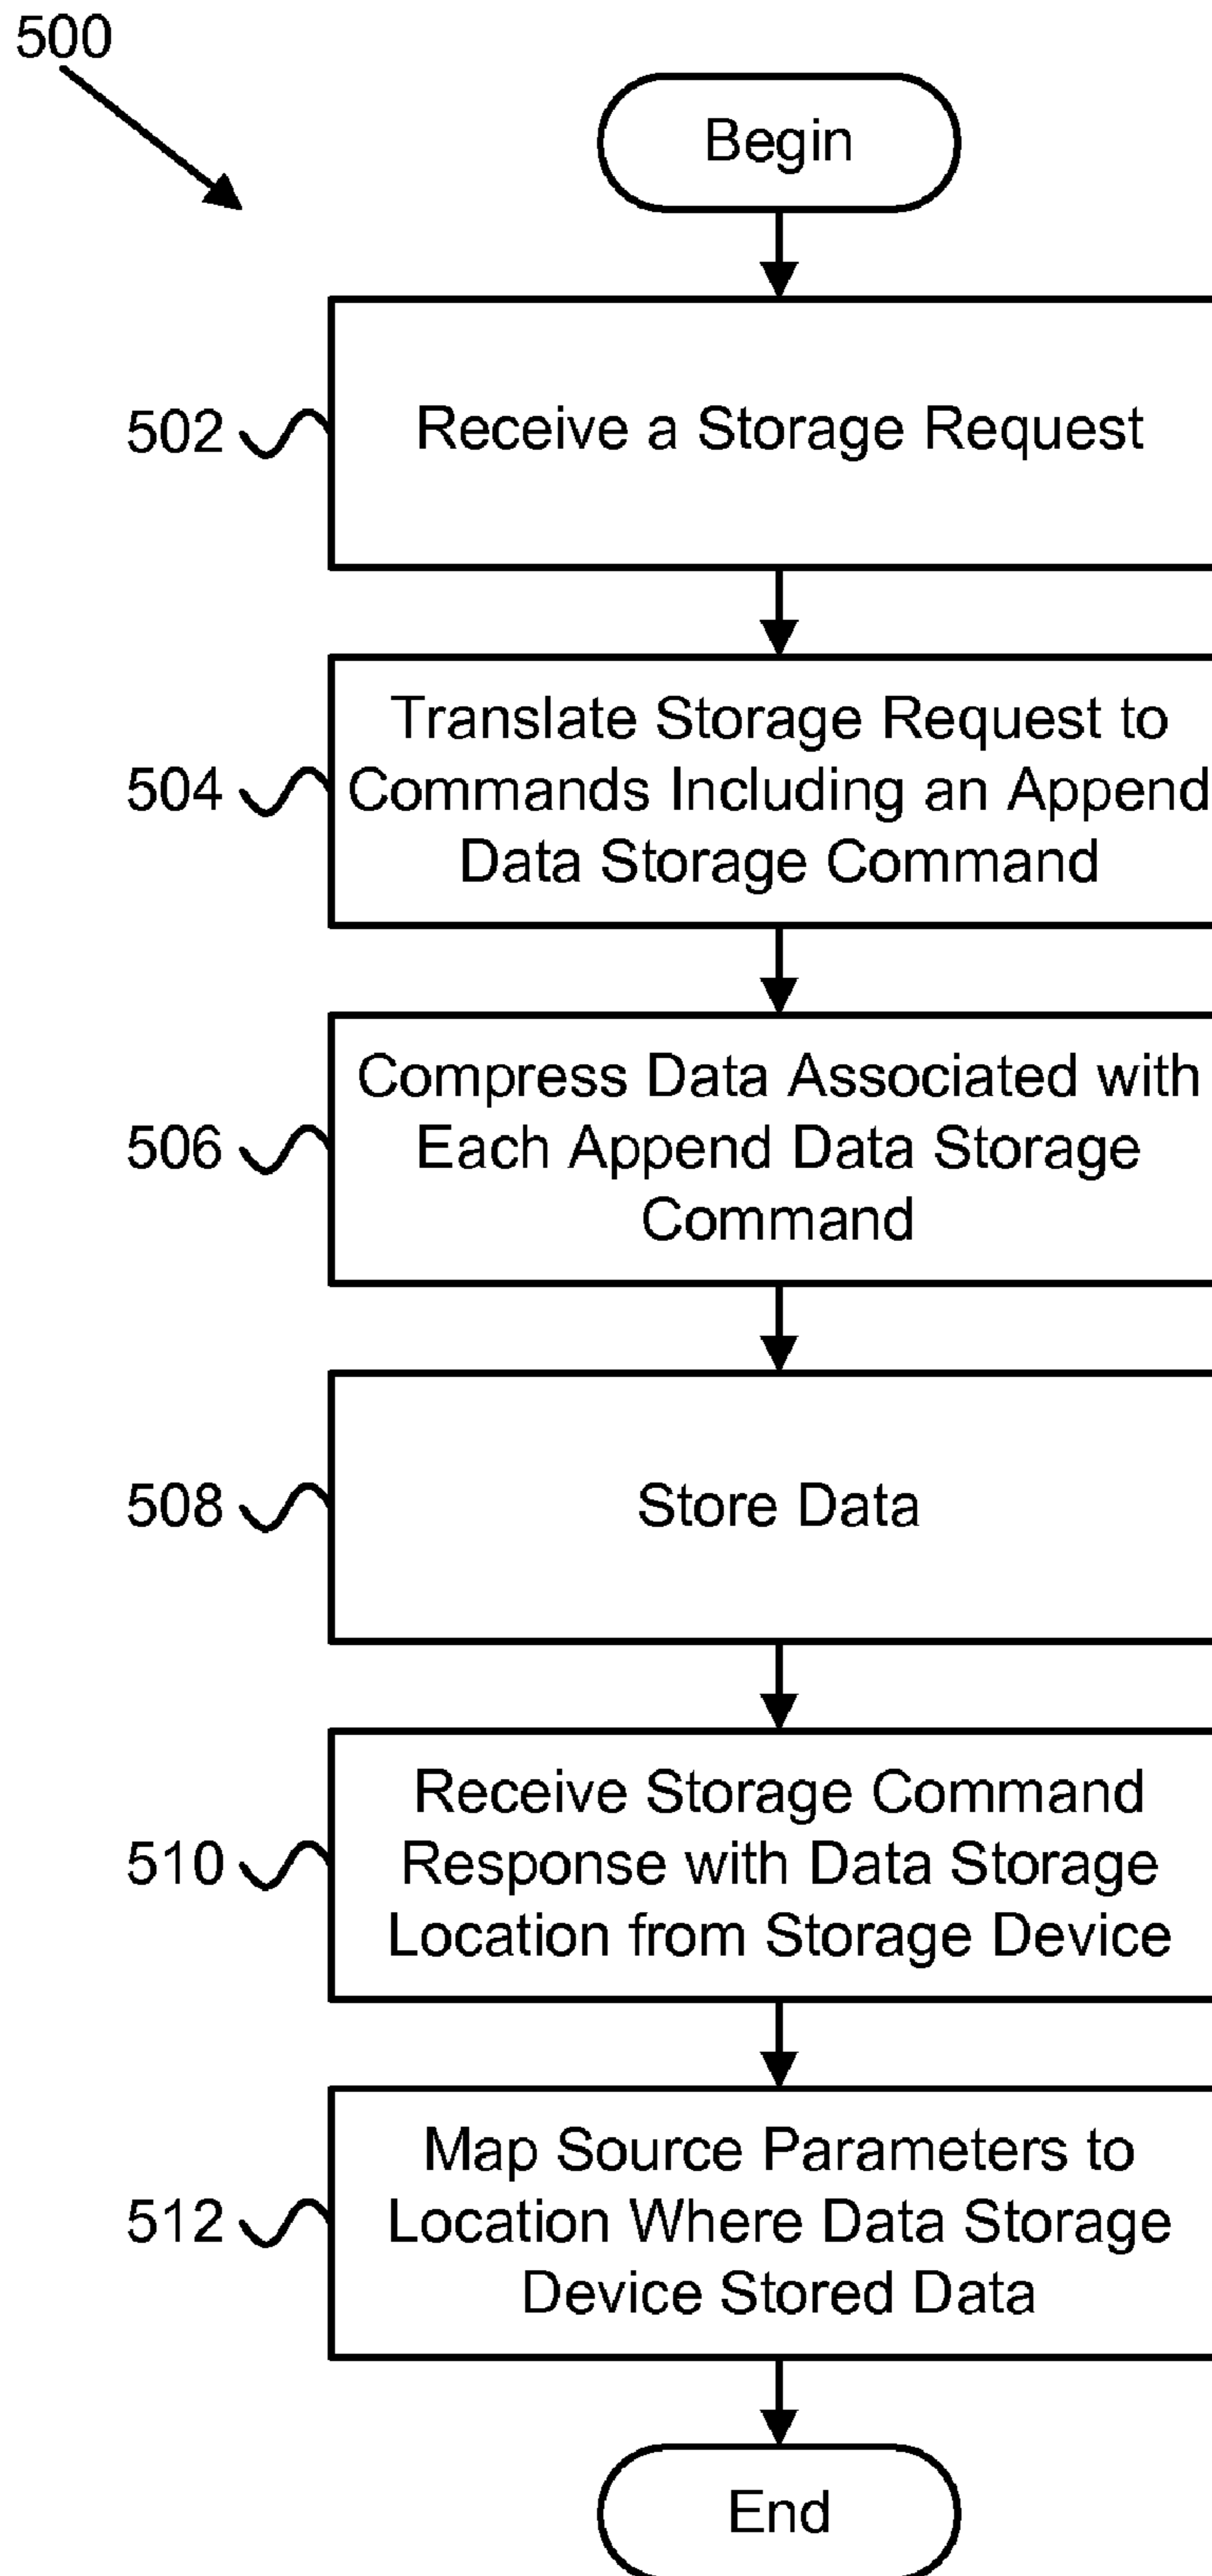 500
Begin
502
Receive a Storage Request
504
Translate Storage Request to
Commands Including an Append
Data Storage Command
506
Compress Data Associated with
Each Append Data Storage
Command
508
Store Data
510
Receive Storage Command
Response with Data Storage
Location from Storage Device
512
Map Source Parameters to
Location Where Data Storage
Device Stored Data
End